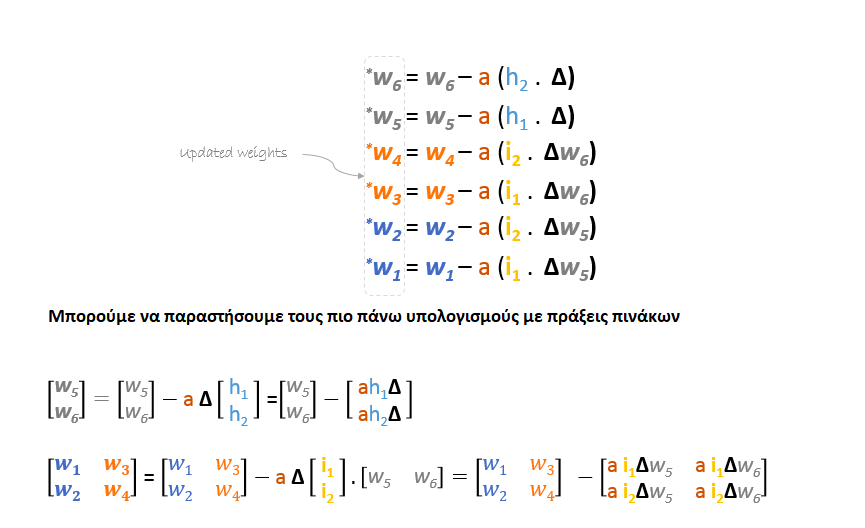 *w₆ = w₆ – a (h₂ . Δ)
*w₅ = w₅ – a (h₁ . Δ)
Updated weights
*w₄ = w₄ – a (i₂ . Δw₆)
*w₃ = w₃ – a (i₁ . Δw₆)
*w₂ = w₂ – a (i₂ . Δw₅)
*w₁ = w₁ – a (i₁ . Δw₅)
Μπορούμε να παραστήσουμε τους πιο πάνω υπολογισμούς με πράξεις πινάκων
[w₅ w₆] = [w₅ w₆] − a Δ [h₁ h₂] = [w₅ w₆] − [ah₁Δ ah₂Δ]
[w₁ w₃ w₂ w₄] = [w₁ w₃ w₂ w₄] − a Δ [i₁ i₂] . [w₅ w₆] = [w₁ w₃ w₂ w₄] − [a i₁Δw₅ a i₁Δw₆ a i₂Δw₅ a i₂Δw₆]